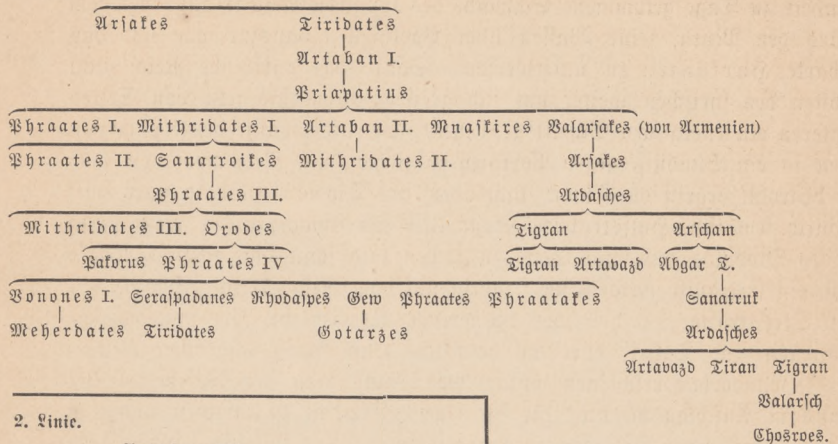 Arsakes Tiridates
Artaban I.
Priapatius
Phraates I. Mithridates I. Artaban II. Mnaskires Valarsakes (von Armenien)
Phraates II. Sanatroikes Mithridates II. Arsakes
Phraates III. Ardasches
Mithridates III. Orodes Tigran Arscham
Pakorus Phraates IV Tigran Artavazd Abgar T.
Vonones I. Seraspadanes Rhodaspes Gew Phraates Phraatakes Sanatruk
Meherdates Tiridates Gotarzes Ardasches
Artavazd Tiran Tigran
Valarsch
2. Linie.
Chosroes.